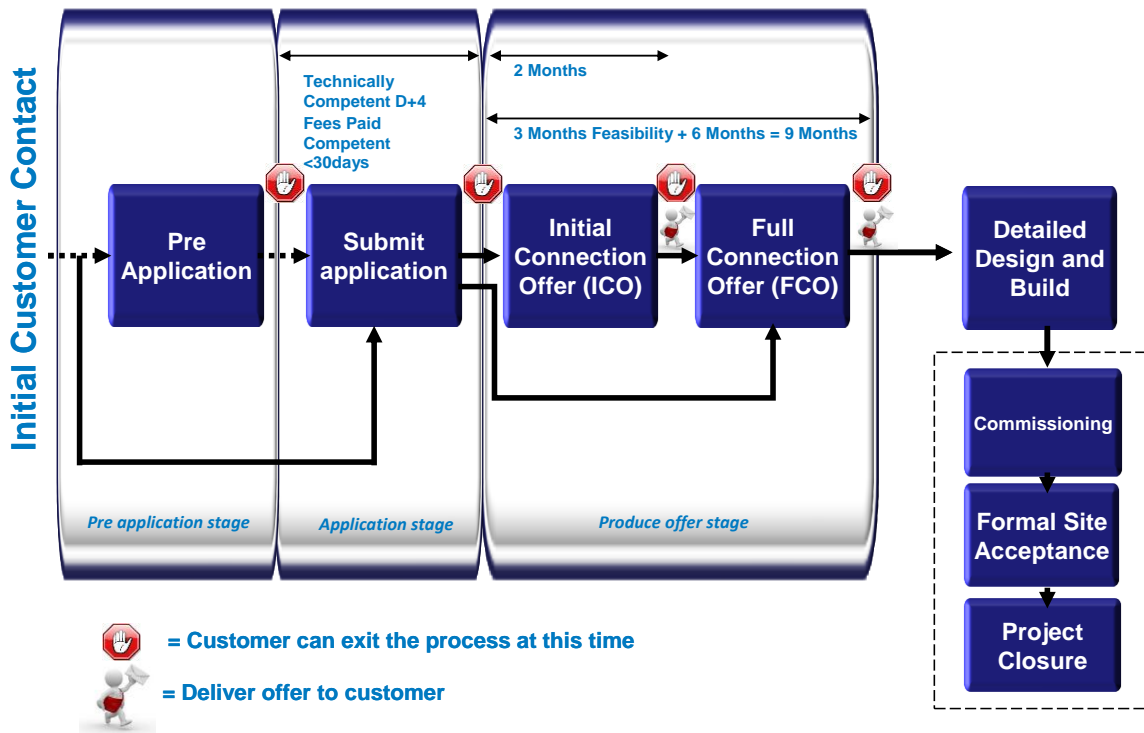 Initial Customer Contact
2 Months
Technically
Competent D+4
Fees Paid
Competent
<30days
3 Months Feasibility + 6 Months = 9 Months
Pre
Application
Submit
application
Initial
Connection
Offer (ICO)
Full
Connection
Offer (FCO)
Detailed
Design and
Build
Commissioning
Formal Site
Acceptance
Project
Closure
Pre application stage
Application stage
Produce offer stage
= Customer can exit the process at this time
= Deliver offer to customer